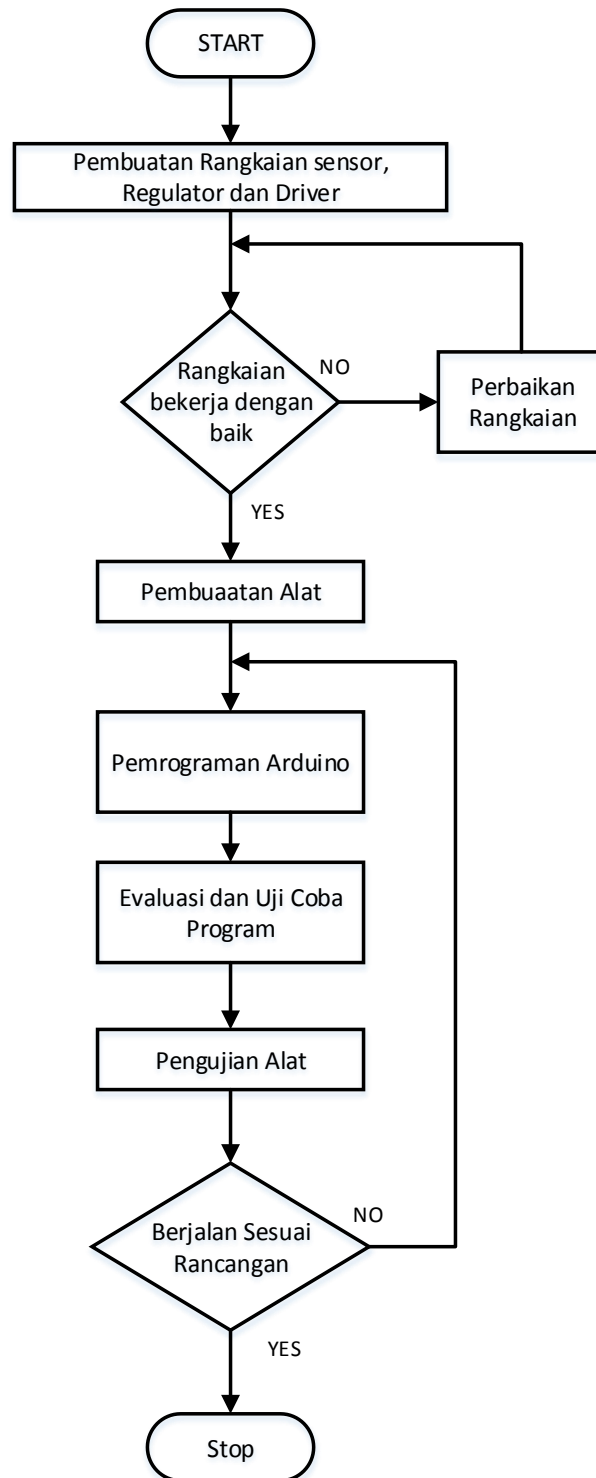 START
Pembuatan Rangkaian sensor,
Regulator dan Driver
Rangkaian
bekerja dengan
baik
NO
Perbaikan
Rangkaian
YES
Pembuaatan Alat
Pemrograman Arduino
Evaluasi dan Uji Coba
Program
Pengujian Alat
Berjalan Sesuai
Rancangan
NO
YES
Stop